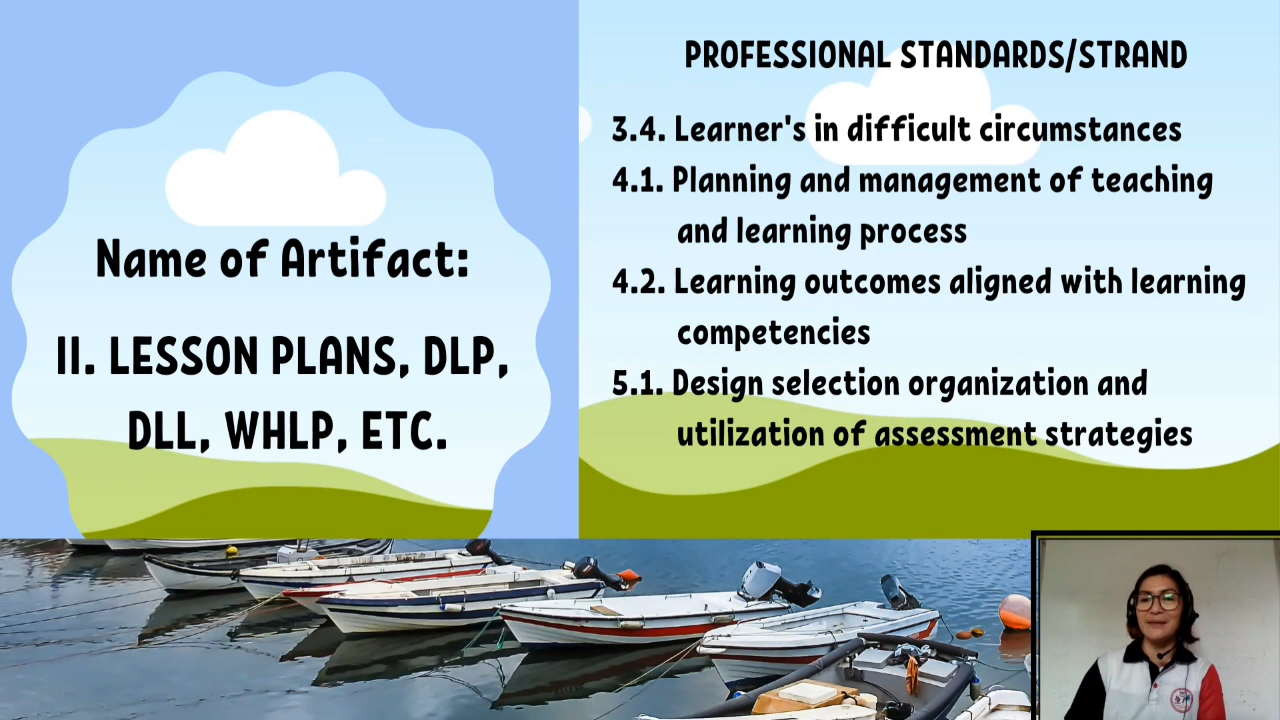 Name of Artifact:
II. LESSON PLANS, DLP,
DLL, WHLP, ETC.
PROFESSIONAL STANDARDS/STRAND
3.4. Learner's in difficult circumstances
4.1. Planning and management of teaching
and learning process
4.2. Learning outcomes aligned with learning
competencies
5.1. Design selection organization and
utilization of assessment strategies